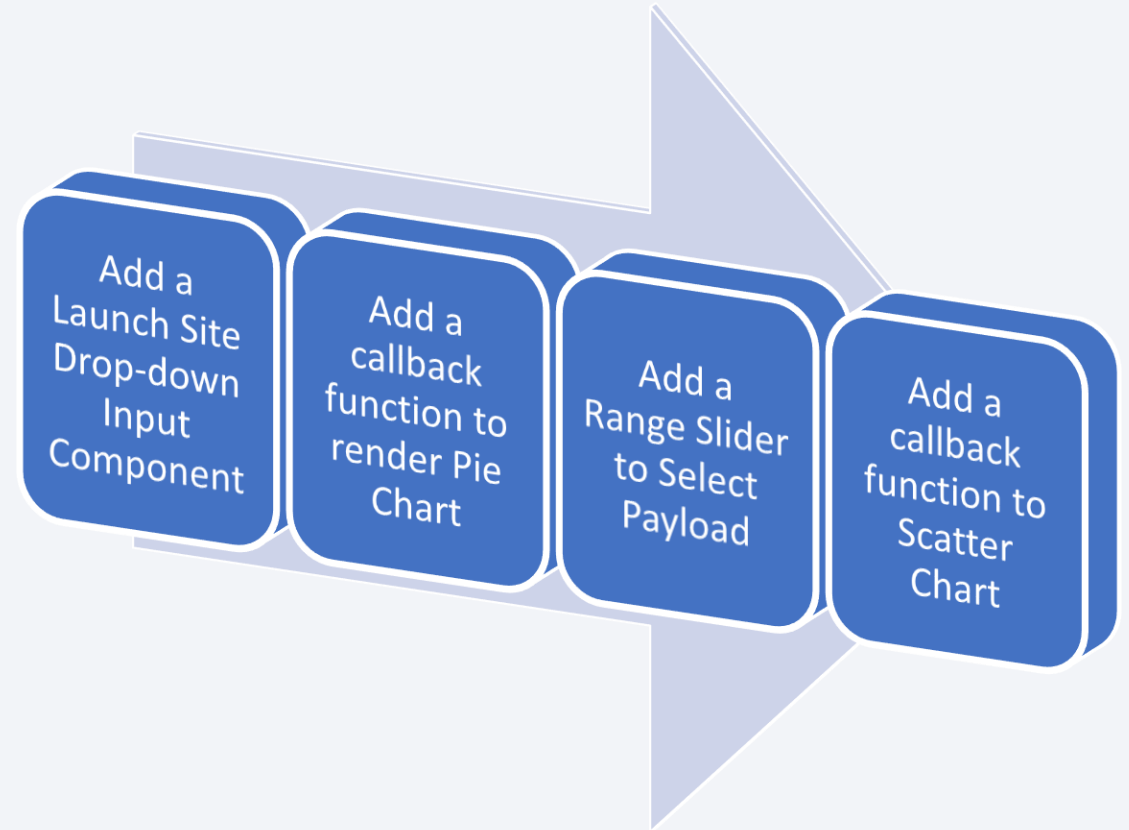 Add a
Launch Site
Drop-down
Input
Component
Add a
callback
function to
render Pie
Chart
Add a
Range Slider
to Select
Payload
Add a
callback
function to
Scatter
Chart